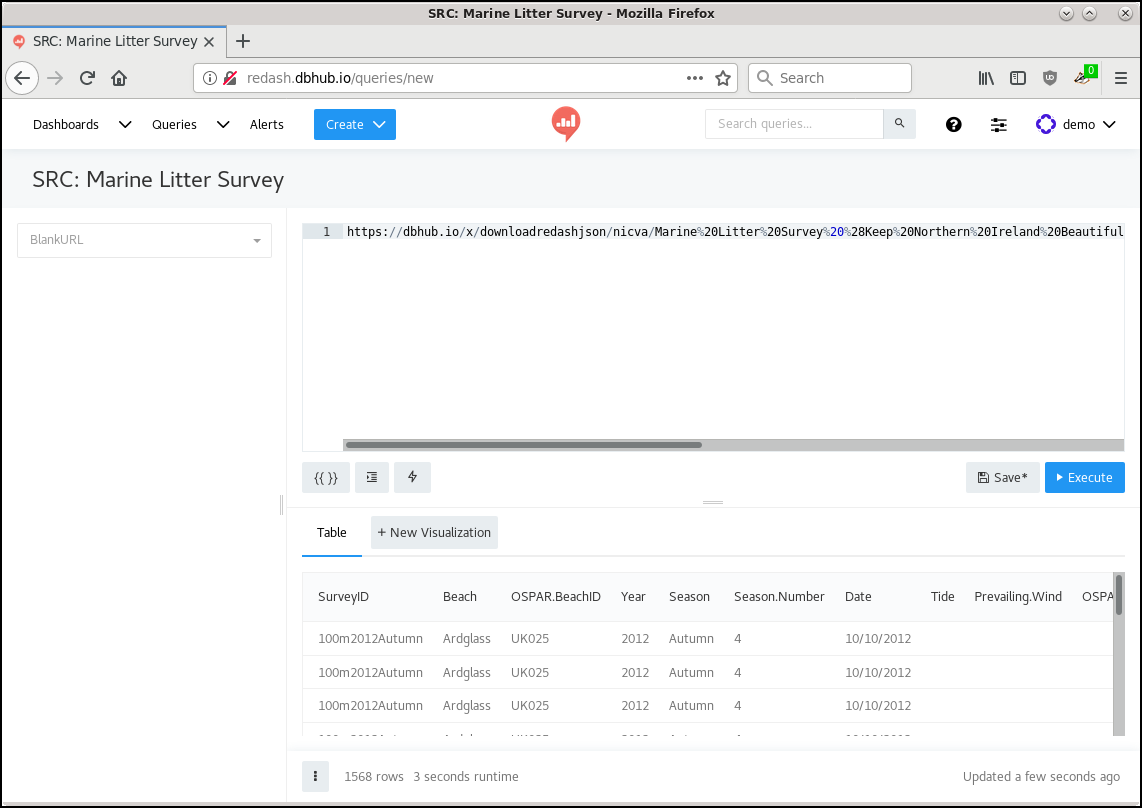 SRC: Marine Litter Survey - Mozilla Firefox
SRC: Marine Litter Survey
redash.dbhub.io/queries/new
Search
0
Dashboards Queries Alerts Create Search queries... demo
SRC: Marine Litter Survey
BlankURL
1 https://dbhub.io/x/downloadredashjson/nicva/Marine%20Litter%20Survey%20%28Keep%20Northern%20Ireland%20Beautiful
{{ }} Save* Execute
Table + New Visualization
SurveyID Beach OSPAR.BeachID Year Season Season.Number Date Tide Prevailing.Wind OSPA
100m2012Autumn Ardglass UK025 2012 Autumn 4 10/10/2012
100m2012Autumn Ardglass UK025 2012 Autumn 4 10/10/2012
100m2012Autumn Ardglass UK025 2012 Autumn 4 10/10/2012
1568 rows 3 seconds runtime Updated a few seconds ago